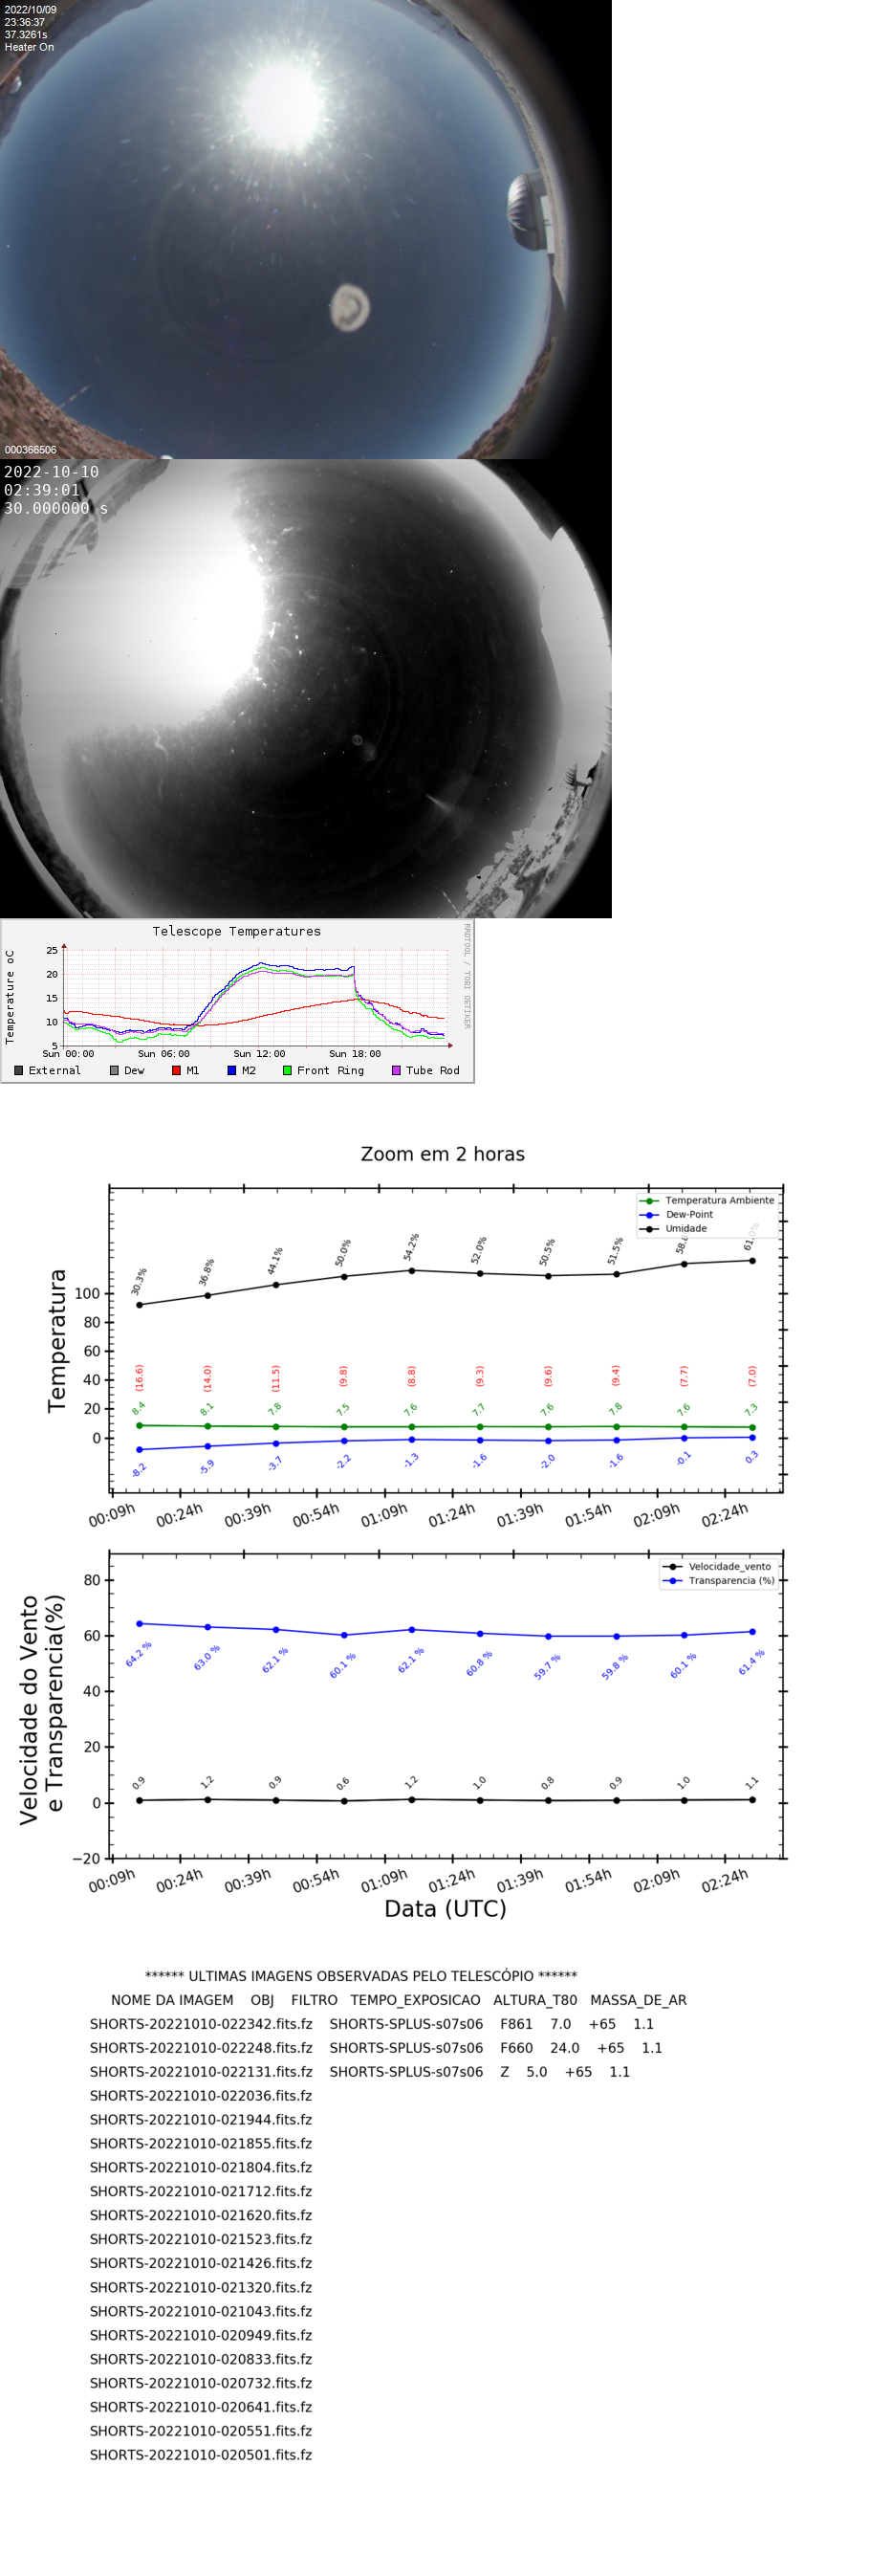 2022/10/09
23:36:37
37.3261s
Heater On
000366506
2022-10-10
02:39:01
30.000000 s
Telescope Temperatures
RRDTOOL / TOBI OETIKER
Temperature oC
25
20
15
10
5
Sun 00:00 Sun 06:00 Sun 12:00 Sun 18:00
External Dew M1 M2 Front Ring Tube Rod
Zoom em 2 horas
Temperatura Ambiente
Dew-Point
Umidade
Temperatura
30.3% 36.8% 44.1% 50.0% 54.2% 52.0% 50.5% 51.5%
100
80
60
40
20
0
(16.6) (14.0) (11.5) (9.8) (8.8) (9.3) (9.6) (9.4) (7.7) (7.0)
8.4 8.1 7.8 7.5 7.6 7.7 7.6 7.8 7.6 7.3
-8.2 -5.9 -3.7 -2.2 -1.3 -1.6 -2.0 -1.6 -0.1 0.3
00:09h 00:24h 00:39h 00:54h 01:09h 01:24h 01:39h 01:54h 02:09h 02:24h
Velocidade_vento
Transparencia (%)
Velocidade do Vento
e Transparencia(%)
80
60
40
20
0
−20
64.2 % 63.0 % 62.1 % 60.1 % 62.1 % 60.8 % 59.7 % 59.8 % 60.1 % 61.4 %
0.9 1.2 0.9 0.6 1.2 1.0 0.8 0.9 1.0 1.1
00:09h 00:24h 00:39h 00:54h 01:09h 01:24h 01:39h 01:54h 02:09h 02:24h
Data (UTC)
****** ULTIMAS IMAGENS OBSERVADAS PELO TELESCÓPIO ******
NOME DA IMAGEM OBJ FILTRO TEMPO_EXPOSICAO ALTURA_T80 MASSA_DE_AR
SHORTS-20221010-022342.fits.fz SHORTS-SPLUS-s07s06 F861 7.0 +65 1.1
SHORTS-20221010-022248.fits.fz SHORTS-SPLUS-s07s06 F660 24.0 +65 1.1
SHORTS-20221010-022131.fits.fz SHORTS-SPLUS-s07s06 Z 5.0 +65 1.1
SHORTS-20221010-022036.fits.fz
SHORTS-20221010-021944.fits.fz
SHORTS-20221010-021855.fits.fz
SHORTS-20221010-021804.fits.fz
SHORTS-20221010-021712.fits.fz
SHORTS-20221010-021620.fits.fz
SHORTS-20221010-021523.fits.fz
SHORTS-20221010-021426.fits.fz
SHORTS-20221010-021320.fits.fz
SHORTS-20221010-021043.fits.fz
SHORTS-20221010-020949.fits.fz
SHORTS-20221010-020833.fits.fz
SHORTS-20221010-020732.fits.fz
SHORTS-20221010-020641.fits.fz
SHORTS-20221010-020551.fits.fz
SHORTS-20221010-020501.fits.fz